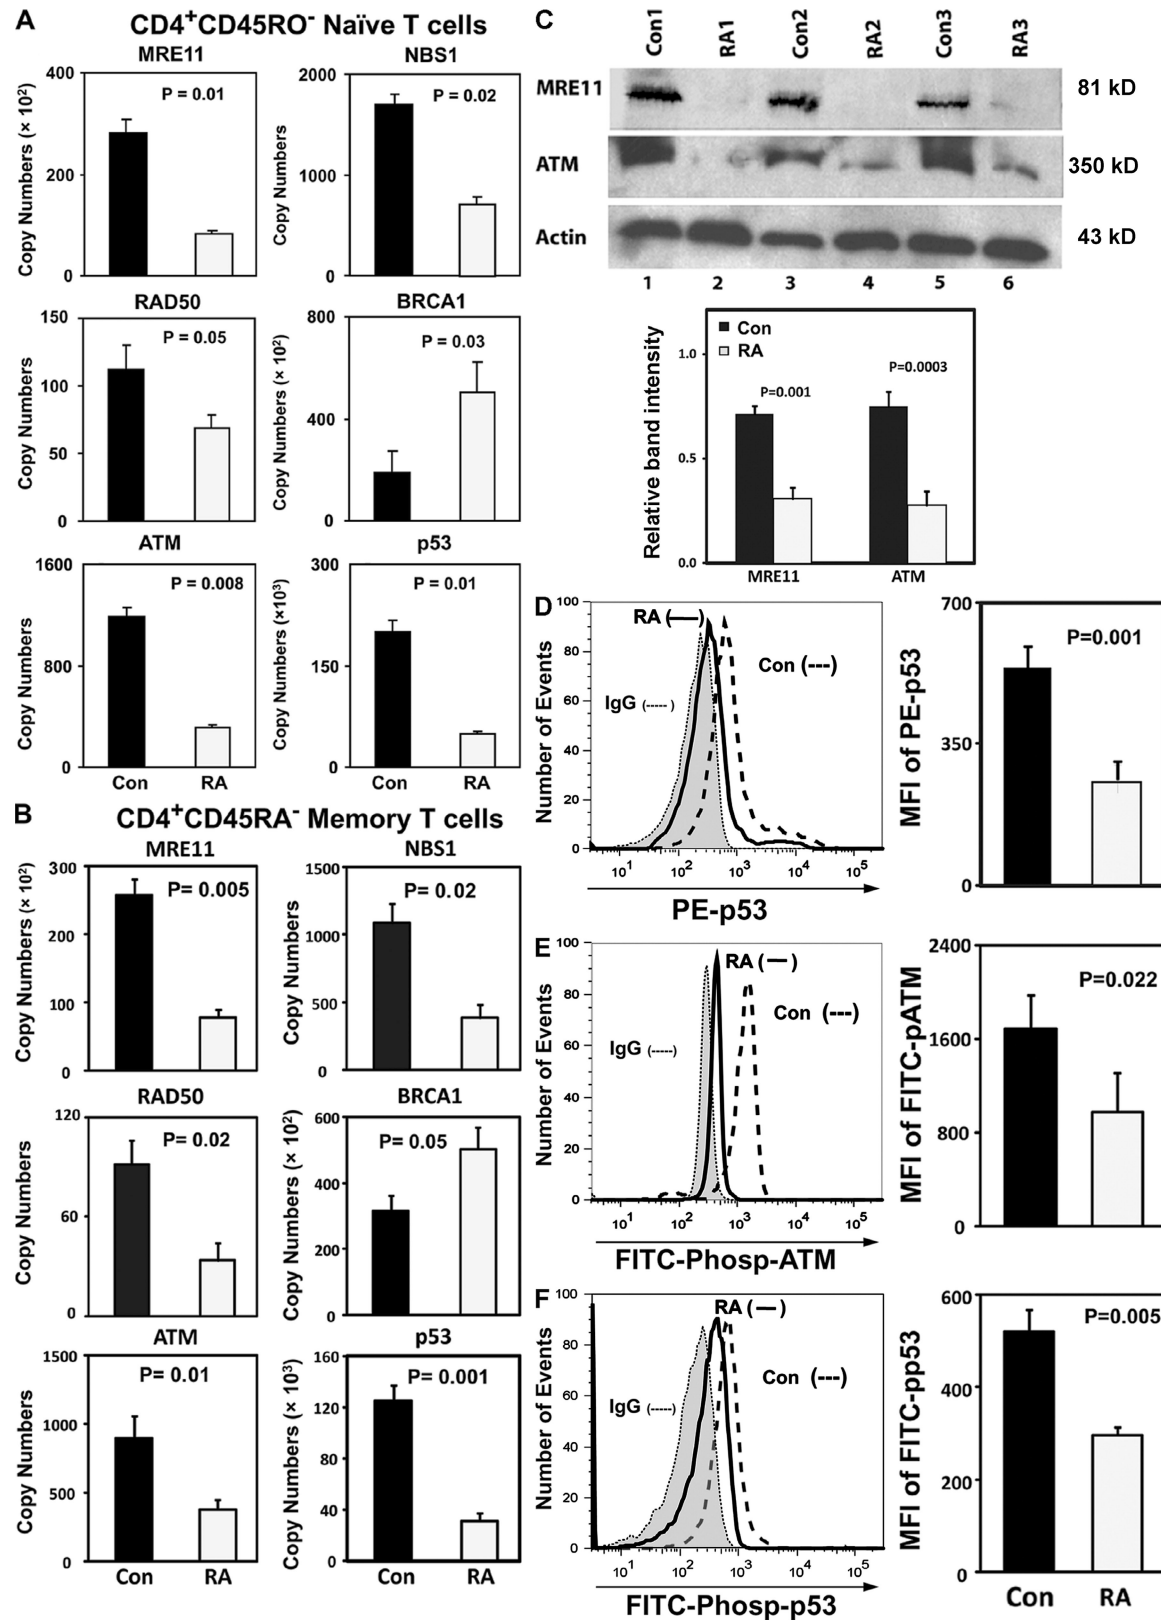 A
CD4+CD45RO- Naïve T cells
MRE11
Copy Numbers (× 10²)
400
200
0
P = 0.01
NBS1
Copy Numbers
2000
1000
0
P = 0.02
RAD50
Copy Numbers
150
100
50
0
P = 0.05
BRCA1
Copy Numbers (× 10²)
800
400
0
P = 0.03
ATM
Copy Numbers
1600
800
0
P = 0.008
Con RA
p53
Copy Numbers (×10³)
300
150
0
P = 0.01
Con RA
B
CD4+CD45RA- Memory T cells
MRE11
Copy Numbers (× 10²)
300
200
100
0
P= 0.005
NBS1
Copy Numbers
1500
1000
500
0
P = 0.02
RAD50
Copy Numbers
120
60
0
P= 0.02
BRCA1
Copy Numbers (× 10²)
600
400
200
0
P= 0.05
ATM
Copy Numbers
1500
1000
500
0
P= 0.01
Con RA
p53
Copy Numbers (× 10³)
160
120
80
40
0
P= 0.001
Con RA
C
Con1 RA1 Con2 RA2 Con3 RA3
MRE11 81 kD
ATM 350 kD
Actin 43 kD
1 2 3 4 5 6
Relative band intensity
1.0
0.5
0.0
Con
RA
P=0.001
P=0.0003
MRE11 ATM
D
Number of Events
100
80
60
40
20
0
RA (—)
Con (---)
IgG (-----)
10¹ 10² 10³ 10⁴ 10⁵
PE-p53
MFI of PE-p53
700
350
0
P=0.001
E
Number of Events
100
80
60
40
20
0
RA (—)
Con (---)
IgG (-----)
10¹ 10² 10³ 10⁴ 10⁵
FITC-Phosp-ATM
MFI of FITC-pATM
2400
1600
800
0
P=0.022
F
Number of Events
100
80
60
40
20
0
RA (—)
Con (---)
IgG (-----)
10¹ 10² 10³ 10⁴ 10⁵
FITC-Phosp-p53
MFI of FITC-pp53
600
400
200
0
P=0.005
Con RA